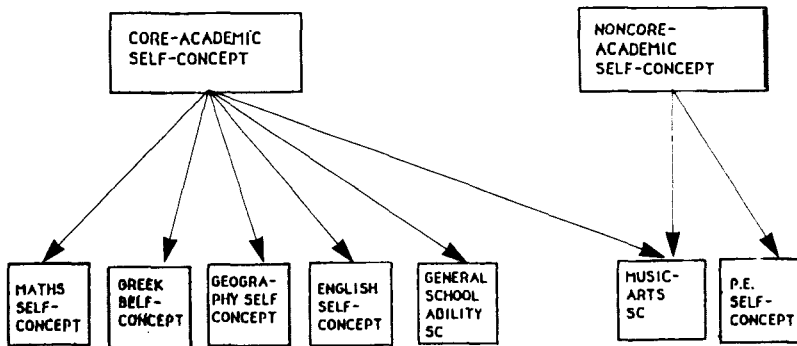 CORE-ACADEMIC
SELF-CONCEPT
NONCORE-
ACADEMIC
SELF-CONCEPT
MATHS
SELF-
CONCEPT
GREEK
SELF-
CONCEPT
GEOGRA-
PHY SELF
CONCEPT
ENGLISH
SELF-
CONCEPT
GENERAL
SCHOOL
ABILITY
SC
MUSIC-
ARTS
SC
P.E.
SELF-
CONCEPT